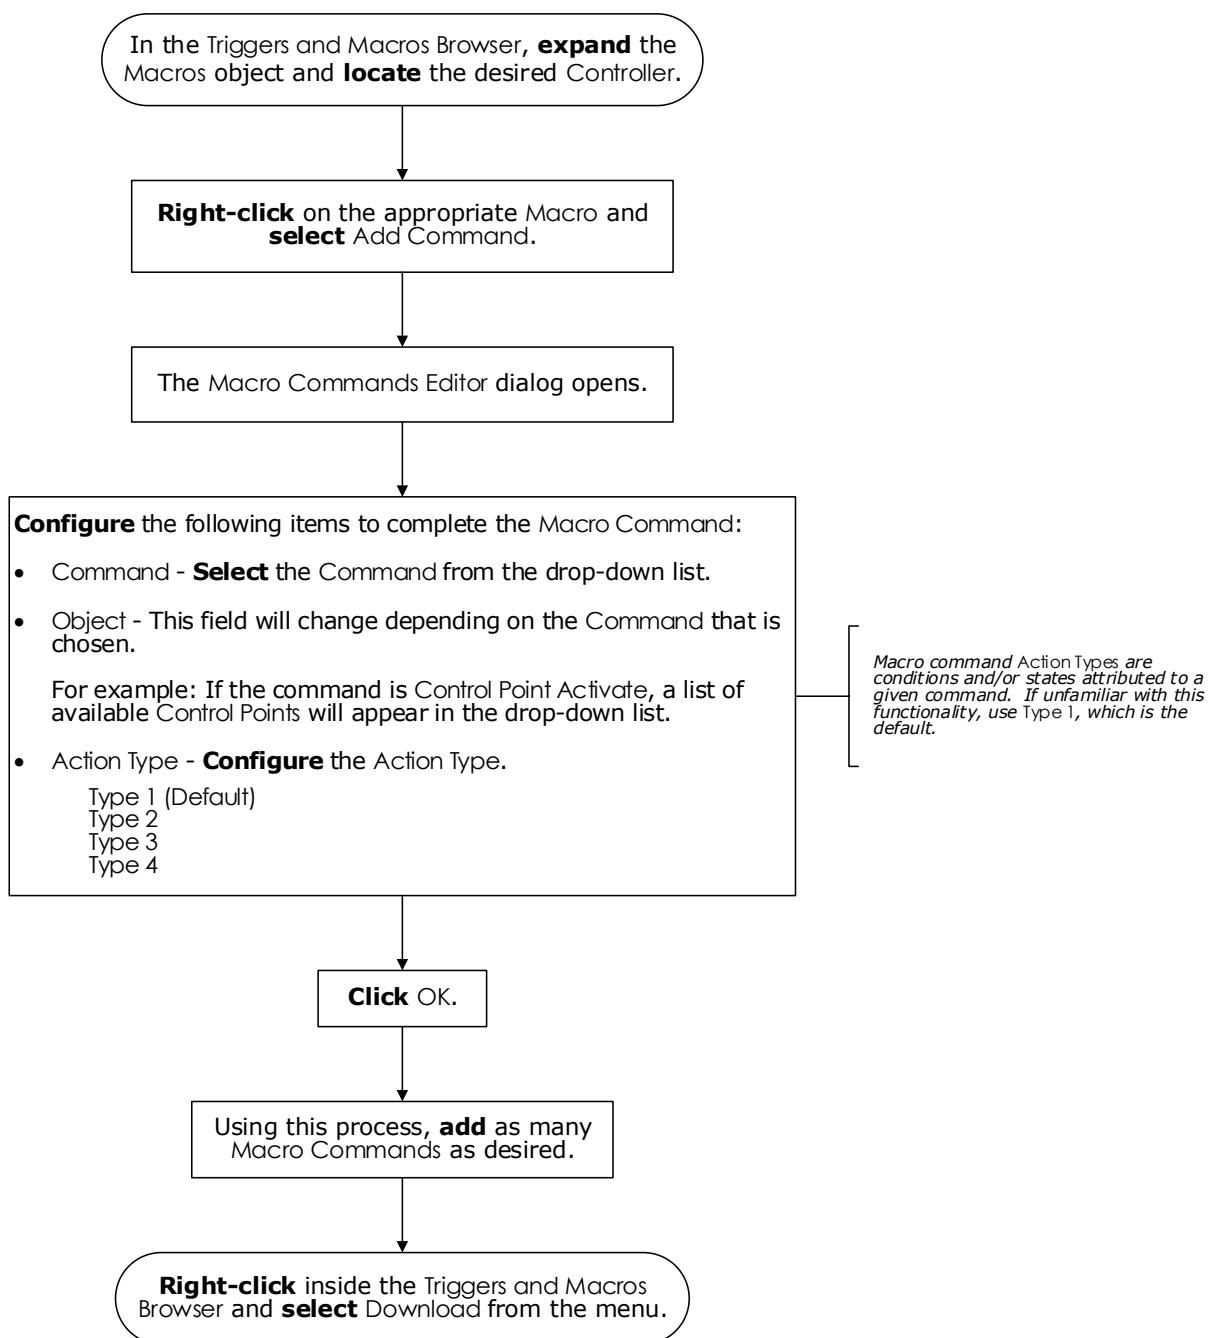 In the Triggers and Macros Browser, expand the
Macros object and locate the desired Controller.
Right-click on the appropriate Macro and
select Add Command.
The Macro Commands Editor dialog opens.
Configure the following items to complete the Macro Command:
• Command - Select the Command from the drop-down list.
• Object - This field will change depending on the Command that is
chosen.
For example: If the command is Control Point Activate, a list of
available Control Points will appear in the drop-down list.
• Action Type - Configure the Action Type.
Type 1 (Default)
Type 2
Type 3
Type 4
Macro command Action Types are
conditions and/or states attributed to a
given command. If unfamiliar with this
functionality, use Type 1, which is the
default.
Click OK.
Using this process, add as many
Macro Commands as desired.
Right-click inside the Triggers and Macros
Browser and select Download from the menu.